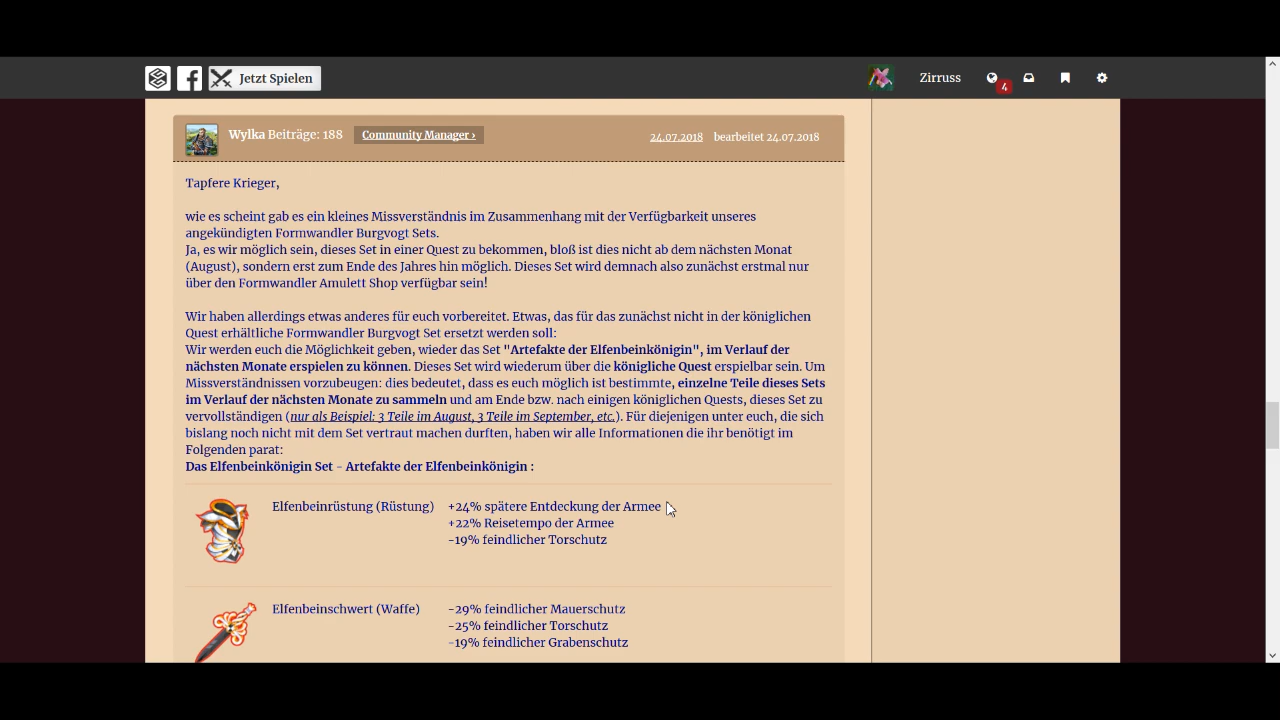 Jetzt Spielen
Zirruss
4
Wylka Beiträge: 188 Community Manager › 24.07.2018 bearbeitet 24.07.2018
Tapfere Krieger,
wie es scheint gab es ein kleines Missverständnis im Zusammenhang mit der Verfügbarkeit unseres
angekündigten Formwandler Burgvogt Sets.
Ja, es wir möglich sein, dieses Set in einer Quest zu bekommen, bloß ist dies nicht ab dem nächsten Monat
(August), sondern erst zum Ende des Jahres hin möglich. Dieses Set wird demnach also zunächst erstmal nur
über den Formwandler Amulett Shop verfügbar sein!
Wir haben allerdings etwas anderes für euch vorbereitet. Etwas, das für das zunächst nicht in der königlichen
Quest erhältliche Formwandler Burgvogt Set ersetzt werden soll:
Wir werden euch die Möglichkeit geben, wieder das Set "Artefakte der Elfenbeinkönigin", im Verlauf der
nächsten Monate erspielen zu können. Dieses Set wird wiederum über die königliche Quest erspielbar sein. Um
Missverständnissen vorzubeugen: dies bedeutet, dass es euch möglich ist bestimmte, einzelne Teile dieses Sets
im Verlauf der nächsten Monate zu sammeln und am Ende bzw. nach einigen königlichen Quests, dieses Set zu
vervollständigen (nur als Beispiel: 3 Teile im August, 3 Teile im September, etc.). Für diejenigen unter euch, die sich
bislang noch nicht mit dem Set vertraut machen durften, haben wir alle Informationen die ihr benötigt im
Folgenden parat:
Das Elfenbeinkönigin Set - Artefakte der Elfenbeinkönigin :
Elfenbeinrüstung (Rüstung) +24% spätere Entdeckung der Armee
+22% Reisetempo der Armee
-19% feindlicher Torschutz
Elfenbeinschwert (Waffe) -29% feindlicher Mauerschutz
-25% feindlicher Torschutz
-19% feindlicher Grabenschutz